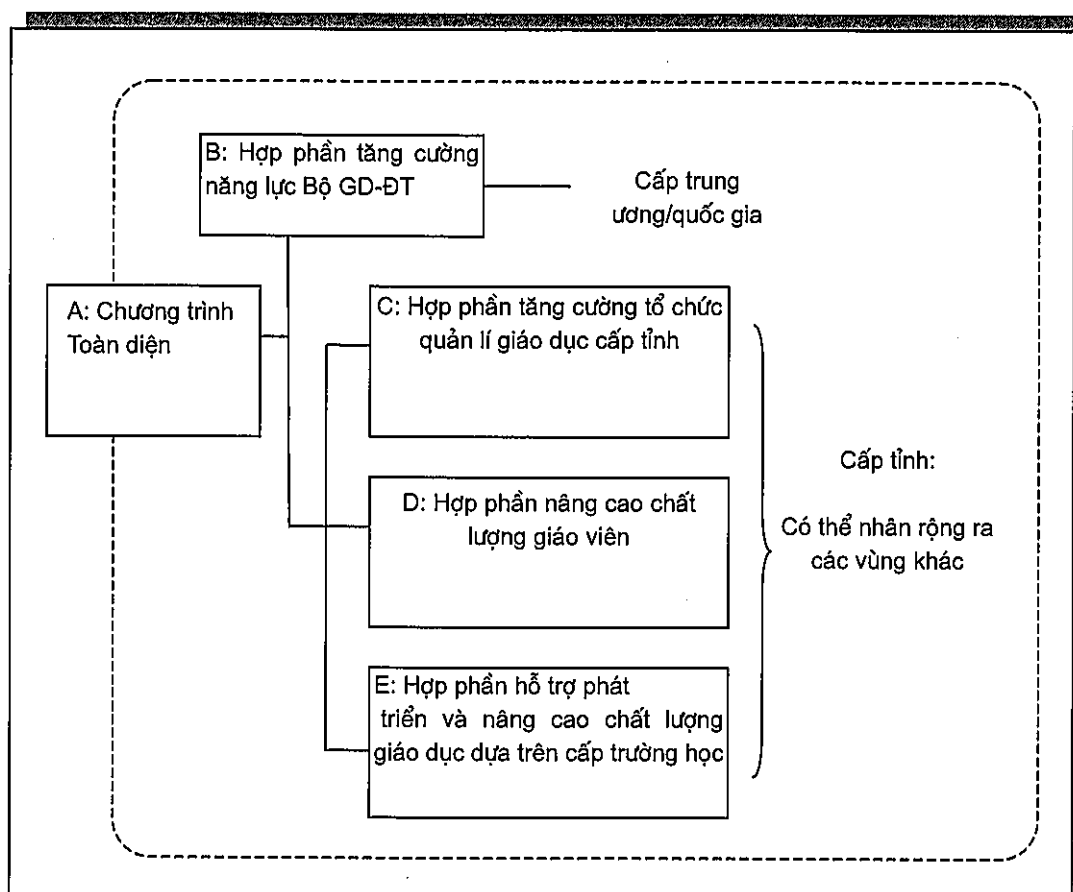 B: Hợp phần tăng cường
năng lực Bộ GD-ĐT
Cấp trung
ương/quốc gia
A: Chương trình
Toàn diện
C: Hợp phần tăng cường tổ chức
quản lí giáo dục cấp tỉnh
Cấp tỉnh:
Có thể nhân rộng ra
các vùng khác
D: Hợp phần nâng cao chất
lượng giáo viên
E: Hợp phần hỗ trợ phát
triển và nâng cao chất lượng
giáo dục dựa trên cấp trường học